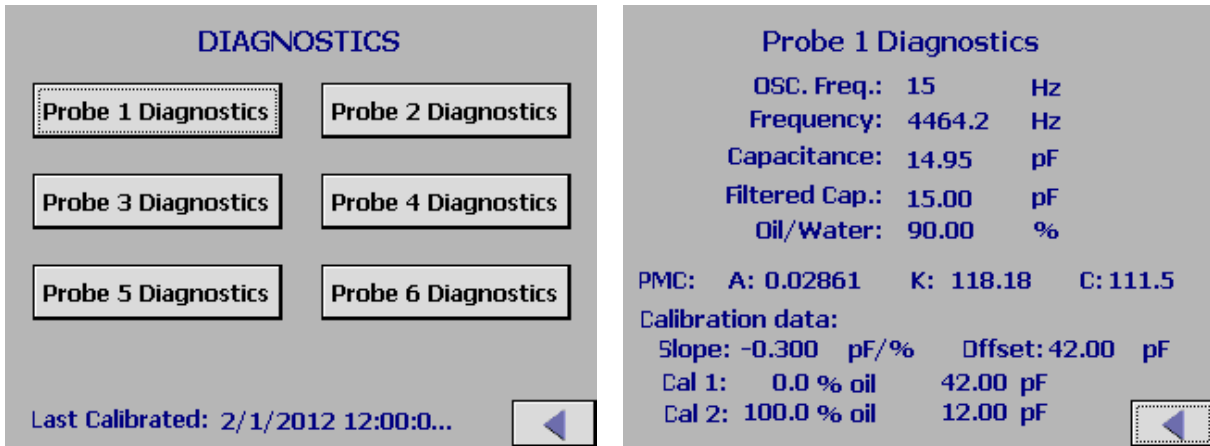 DIAGNOSTICS
Probe 1 Diagnostics Probe 2 Diagnostics
Probe 3 Diagnostics Probe 4 Diagnostics
Probe 5 Diagnostics Probe 6 Diagnostics
Last Calibrated: 2/1/2012 12:00:0...
Probe 1 Diagnostics
OSC. Freq.: 15 Hz
Frequency: 4464.2 Hz
Capacitance: 14.95 pF
Filtered Cap.: 15.00 pF
Oil/Water: 90.00 %
PMC: A: 0.02861 K: 118.18 C: 111.5
Calibration data:
Slope: -0.300 pF/% Offset: 42.00 pF
Cal 1: 0.0 % oil 42.00 pF
Cal 2: 100.0 % oil 12.00 pF